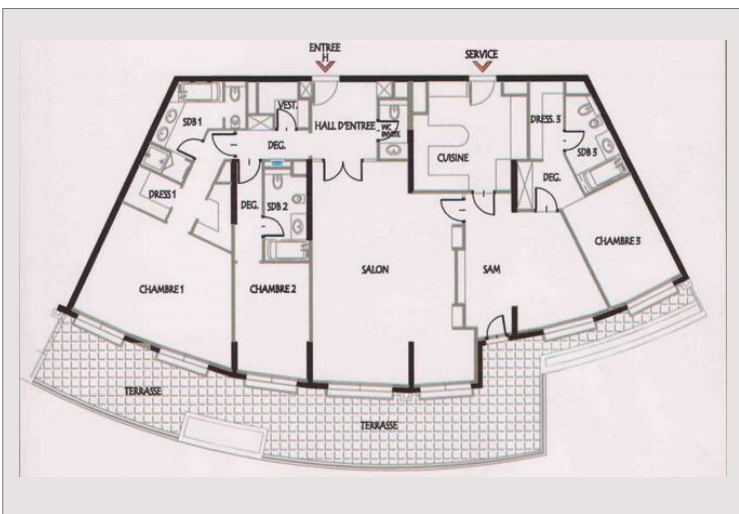 ENTREE
H
SERVICE
SDB 1
VEST.
HALL D'ENTREE
WC
INVITE
DRESS. 3
DEG.
CUISINE
SDB 3
DRESS 1
DEG.
SDB 2
DEG.
CHAMBRE 3
SALON
SAM
CHAMBRE 1
CHAMBRE 2
TERRASSE
TERRASSE